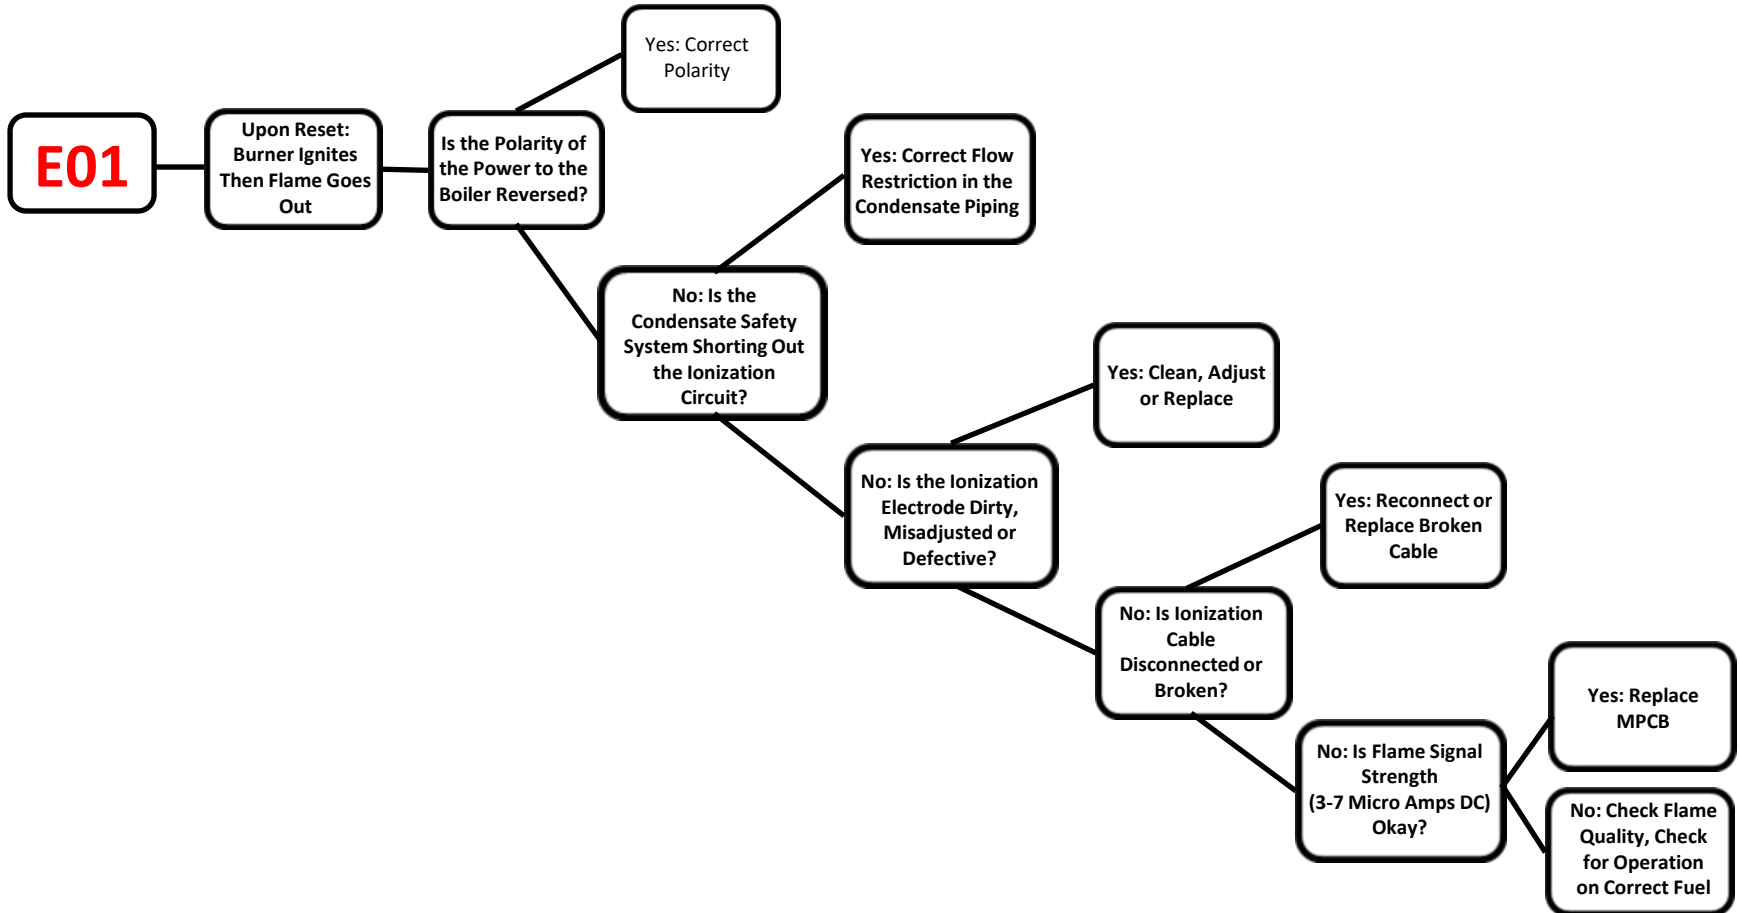 E01
Upon Reset:
Burner Ignites
Then Flame Goes
Out
Is the Polarity of
the Power to the
Boiler Reversed?
Yes: Correct
Polarity
No: Is the
Condensate Safety
System Shorting Out
the Ionization
Circuit?
Yes: Correct Flow
Restriction in the
Condensate Piping
No: Is the Ionization
Electrode Dirty,
Misadjusted or
Defective?
Yes: Clean, Adjust
or Replace
No: Is Ionization
Cable
Disconnected or
Broken?
Yes: Reconnect or
Replace Broken
Cable
No: Is Flame Signal
Strength
(3-7 Micro Amps DC)
Okay?
Yes: Replace
MPCB
No: Check Flame
Quality, Check
for Operation
on Correct Fuel